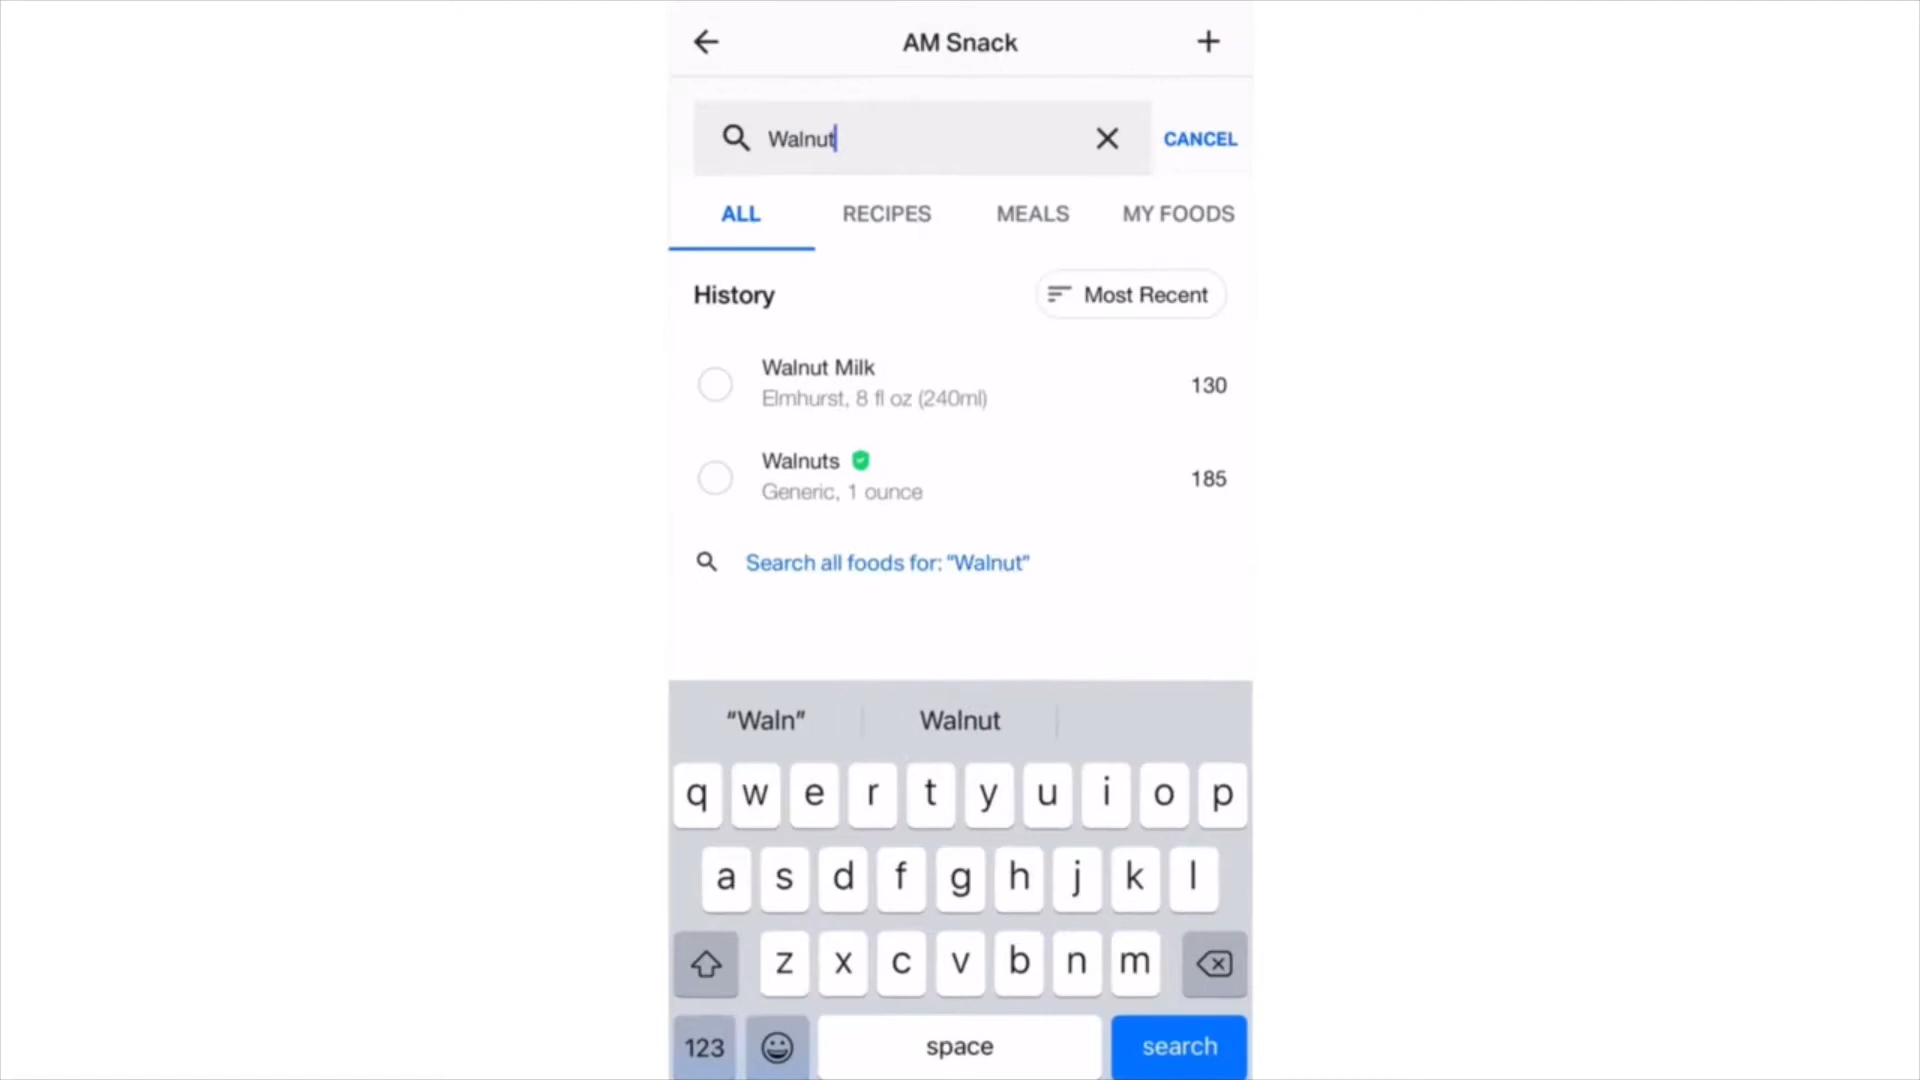 AM Snack
Walnut
CANCEL
ALL RECIPES MEALS MY FOODS
History
Most Recent
Walnut Milk
Elmhurst, 8 fl oz (240ml)
130
Walnuts
Generic, 1 ounce
185
Search all foods for: "Walnut"
“Waln” Walnut
q w e r t y u i o p
a s d f g h j k l
z x c v b n m
123 space search